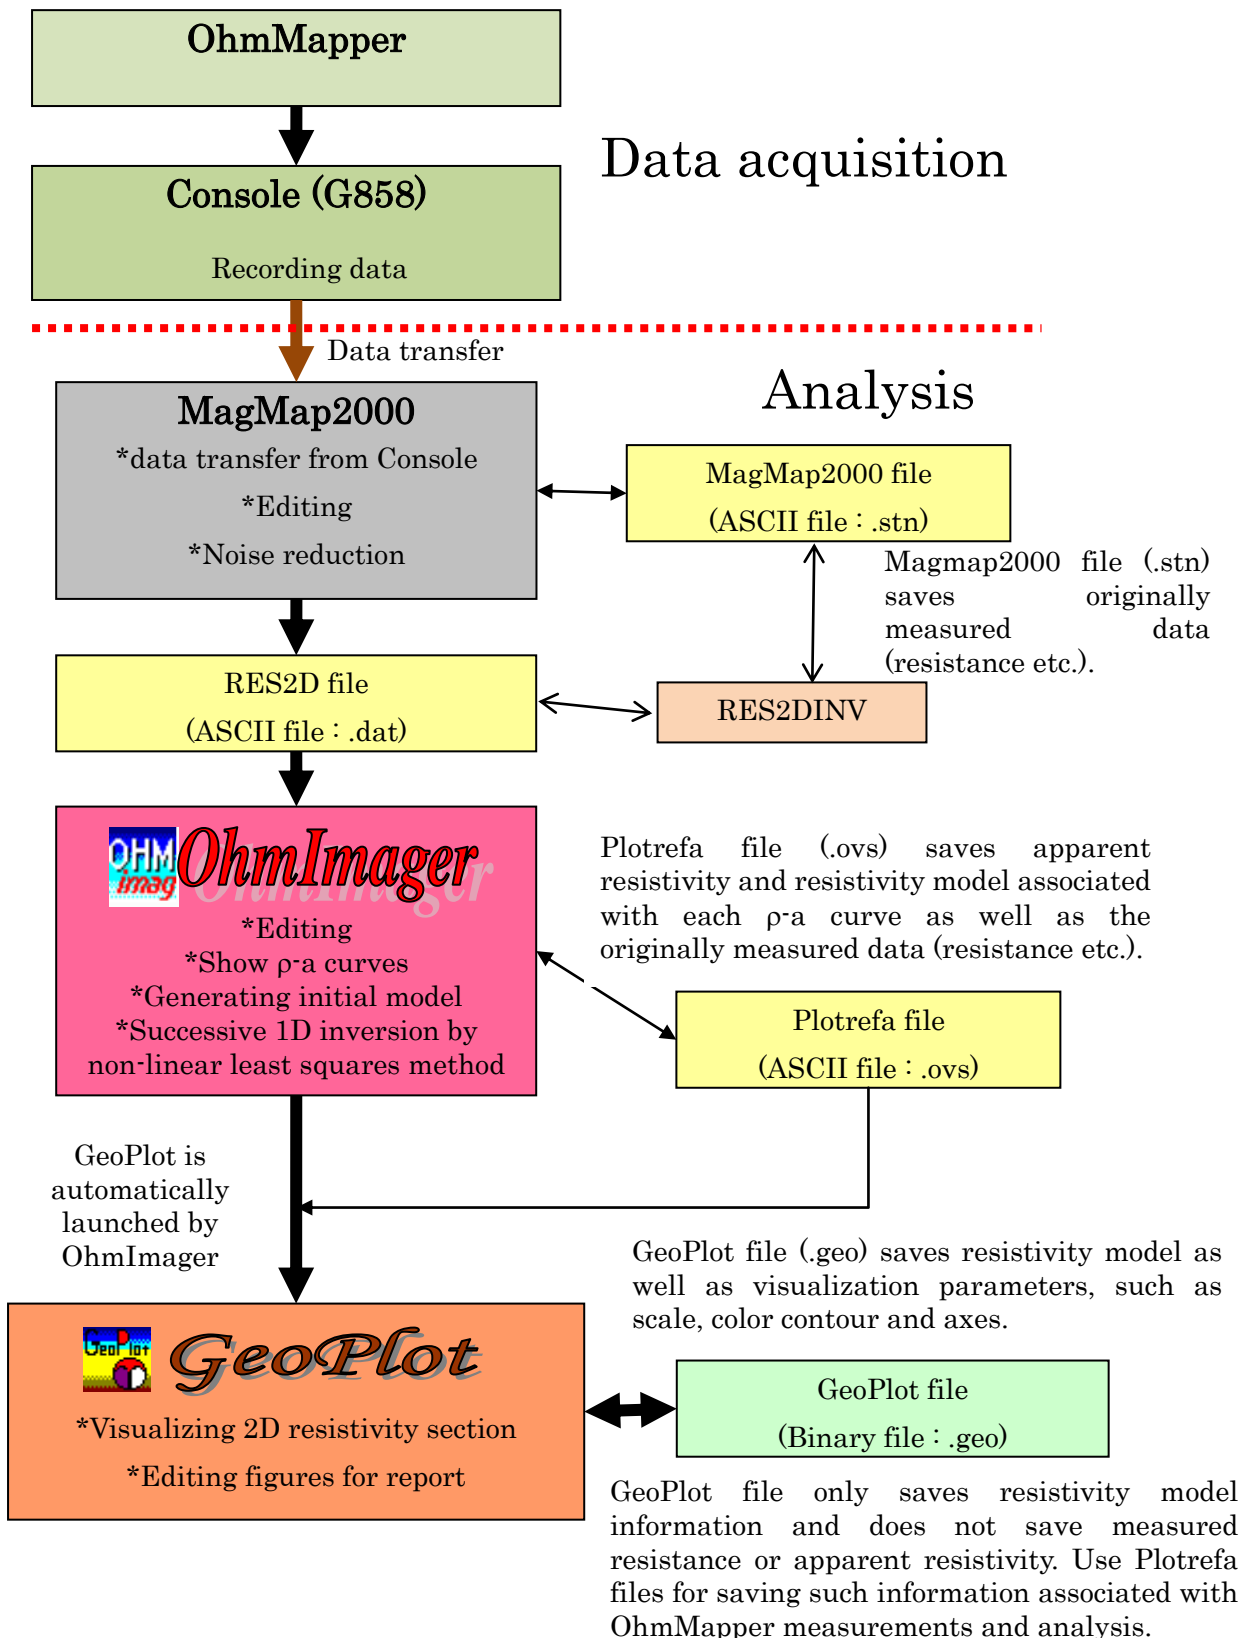 OhmMapper
Data acquisition
Console (G858)
Recording data
Data transfer
Analysis
MagMap2000
*data transfer from Console
*Editing
*Noise reduction
MagMap2000 file
(ASCII file : .stn)
Magmap2000 file (.stn)
saves originally
measured data
(resistance etc.).
RES2D file
(ASCII file : .dat)
RES2DINV
OHM
imag
OhmImager
*Editing
*Show ρ-a curves
*Generating initial model
*Successive 1D inversion by
non-linear least squares method
Plotrefa file (.ovs) saves apparent
resistivity and resistivity model associated
with each ρ-a curve as well as the
originally measured data (resistance etc.).
Plotrefa file
(ASCII file : .ovs)
GeoPlot is
automatically
launched by
OhmImager
GeoPlot file (.geo) saves resistivity model as
well as visualization parameters, such as
scale, color contour and axes.
GeoPlot
GeoPlot
*Visualizing 2D resistivity section
*Editing figures for report
GeoPlot file
(Binary file : .geo)
GeoPlot file only saves resistivity model
information and does not save measured
resistance or apparent resistivity. Use Plotrefa
files for saving such information associated with
OhmMapper measurements and analysis.